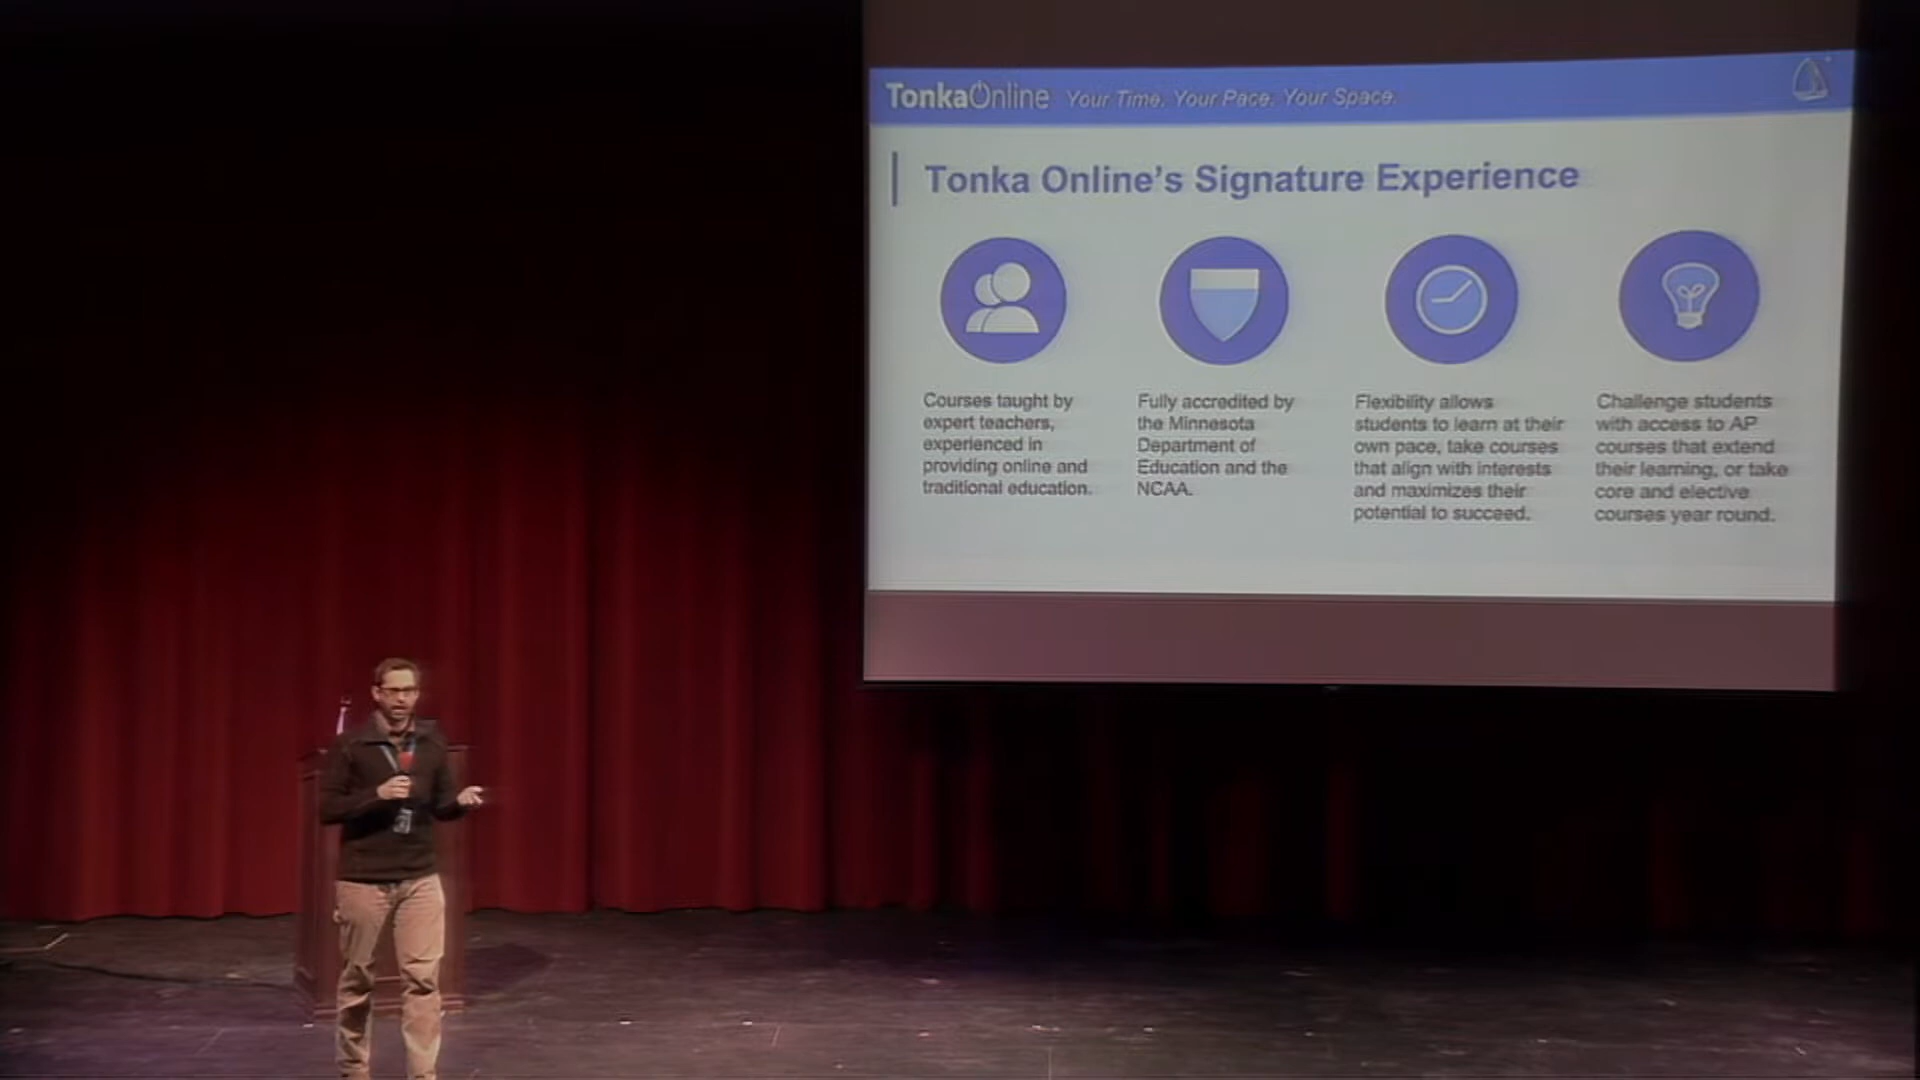 TonkaOnline Your Time. Your Pace. Your Space.
Tonka Online's Signature Experience
Courses taught by
expert teachers,
experienced in
providing online and
traditional education.
Fully accredited by
the Minnesota
Department of
Education and the
NCAA.
Flexibility allows
students to learn at their
own pace, take courses
that align with interests
and maximizes their
potential to succeed.
Challenge students
with access to AP
courses that extend
their learning, or take
core and elective
courses year round.